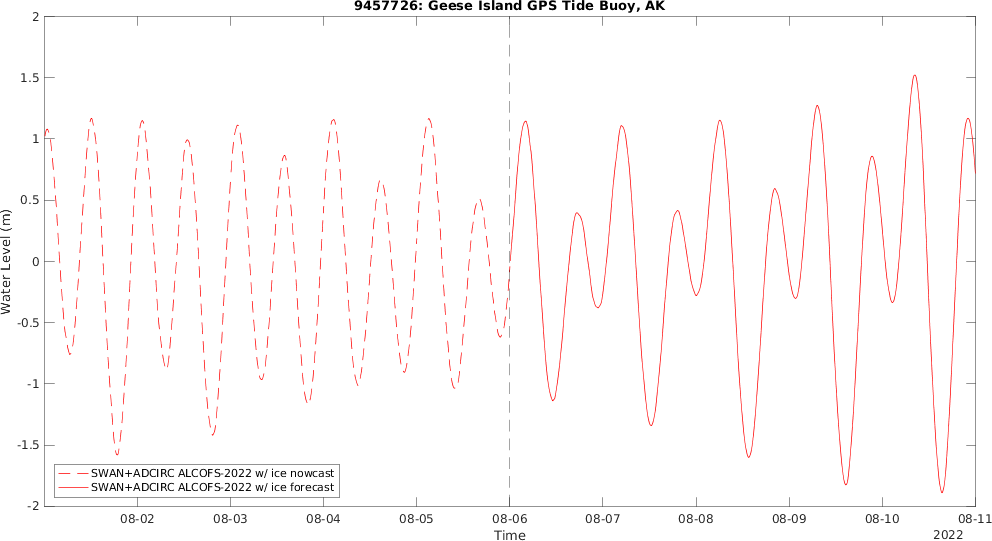 9457726: Geese Island GPS Tide Buoy, AK
2
1.5
1
0.5
0
-0.5
-1
-1.5
-2
Water Level (m)
SWAN+ADCIRC ALCOFS-2022 w/ ice nowcast
SWAN+ADCIRC ALCOFS-2022 w/ ice forecast
08-02 08-03 08-04 08-05 08-06 08-07 08-08 08-09 08-10 08-11
Time
2022